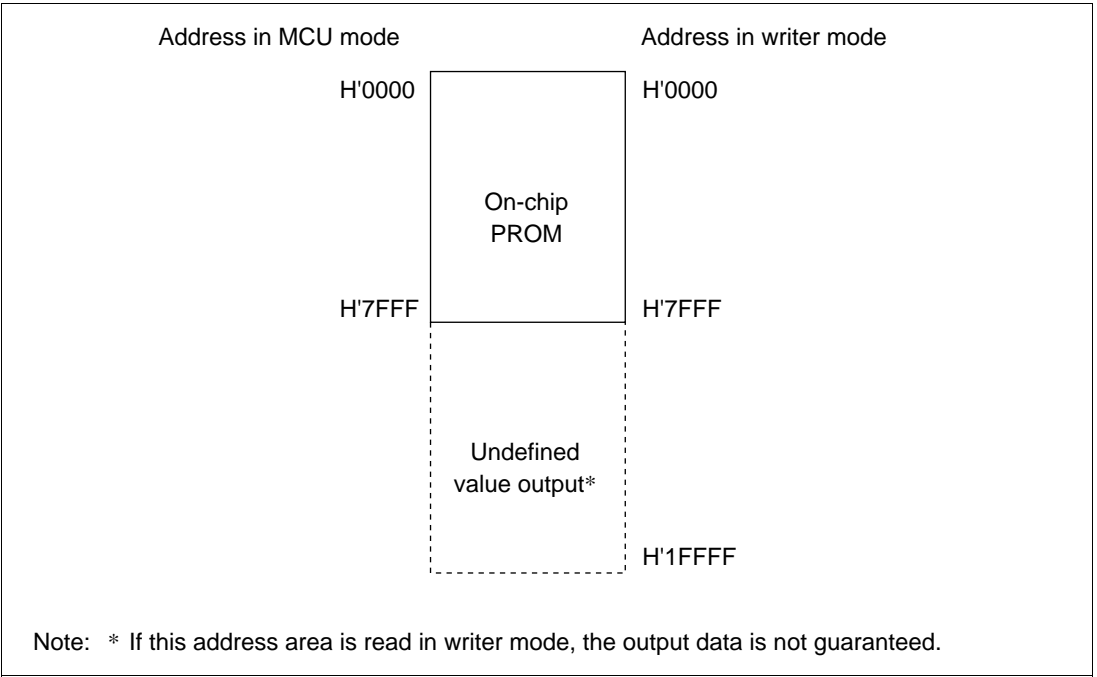 Address in MCU mode Address in writer mode
H'0000 H'0000
On-chip
PROM
H'7FFF H'7FFF
Undefined
value output*
H'1FFFF
Note: * If this address area is read in writer mode, the output data is not guaranteed.